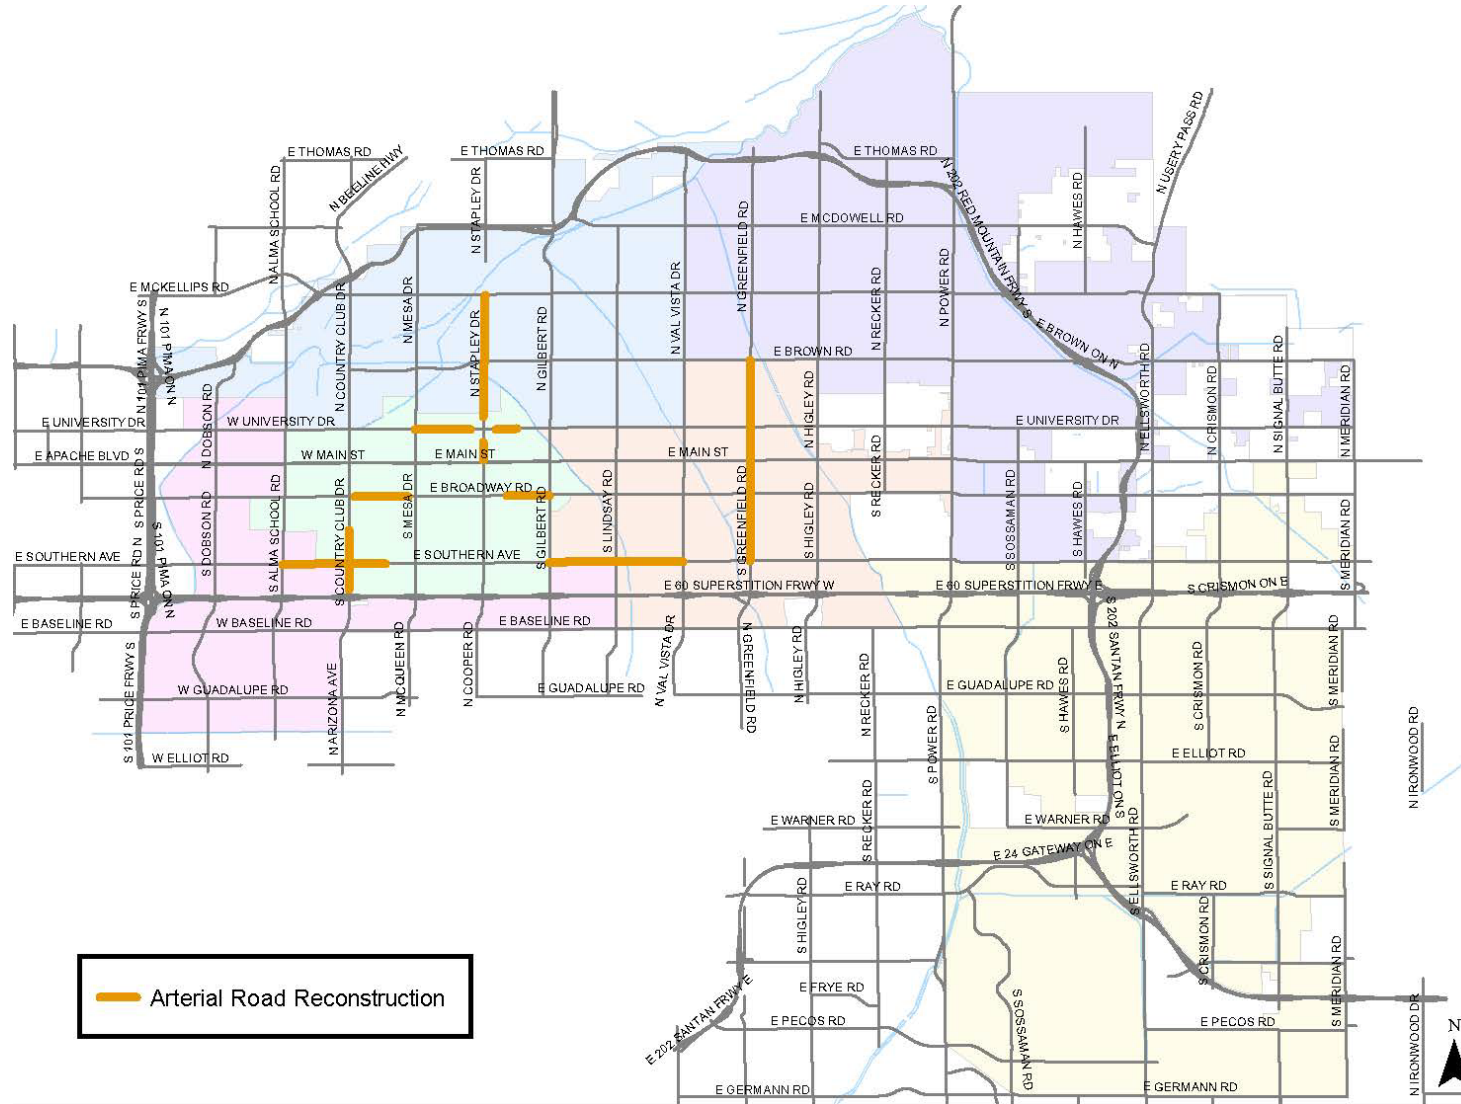 E THOMAS RD
E THOMAS RD
E THOMAS RD
N BEELINE HWY
N ALMA SCHOOL RD
N STAPLEY DR
N 202 RED MOUNTAIN FRWY S
N HAWES RD
N USERY PASS RD
E MCDOWELL RD
N GREENFIELD RD
E MCKELLIPS RD
N 101 PIMA FRWY S
N 101 PIMA ON N
N COUNTRY CLUB DR
N MESA DR
N STAPLEY DR
N GILBERT RD
N VAL VISTA DR
N RECKER RD
N POWER RD
E BROWN RD
E BROWN ON N
N DOBSON RD
N HIGLEY RD
N ELLSWORTH RD
N CRISMON RD
N SIGNAL BUTTE RD
N MERIDIAN RD
E UNIVERSITY DR
W UNIVERSITY DR
E UNIVERSITY DR
E APACHE BLVD
W MAIN ST
E MAIN ST
E MAIN ST
S PRICE RD S
S DOBSON RD
S ALMA SCHOOL RD
S COUNTRY CLUB DR
S MESA DR
E BROADWAY RD
S GILBERT RD
S LINDSAY RD
S GREENFIELD RD
S HIGLEY RD
S RECKER RD
S SOSSAMAN RD
S HAWES RD
S MERIDIAN RD
E SOUTHERN AVE
E SOUTHERN AVE
S PRICE RD N
S 101 PIMA ON N
E 60 SUPERSTITION FRWY W
E 60 SUPERSTITION FRWY E
S CRISMON ON E
E BASELINE RD
W BASELINE RD
E BASELINE RD
S 101 PRICE FRWY S
W GUADALUPE RD
N ARIZONA AVE
N MCQUEEN RD
N COOPER RD
E GUADALUPE RD
N VAL VISTA DR
N GREENFIELD RD
N HIGLEY RD
N RECKER RD
E GUADALUPE RD
S HAWES RD
S 202 SANTAN FRWY N
S CRISMON RD
S MERIDIAN RD
W ELLIOT RD
S POWER RD
E ELLIOT ON S
E ELLIOT RD
N IRONWOOD RD
S RECKER RD
S SIGNAL BUTTE RD
S MERIDIAN RD
E WARNER RD
E WARNER RD
E 24 GATEWAY ON E
S ELLSWORTH RD
E RAY RD
E RAY RD
S HIGLEY RD
S CRISMON RD
S MERIDIAN RD
Arterial Road Reconstruction
E FRYE RD
E 202 SANTAN FRWY E
E PECOS RD
S SOSSAMAN RD
E PECOS RD
N IRONWOOD DR
N
E GERMANN RD
E GERMANN RD